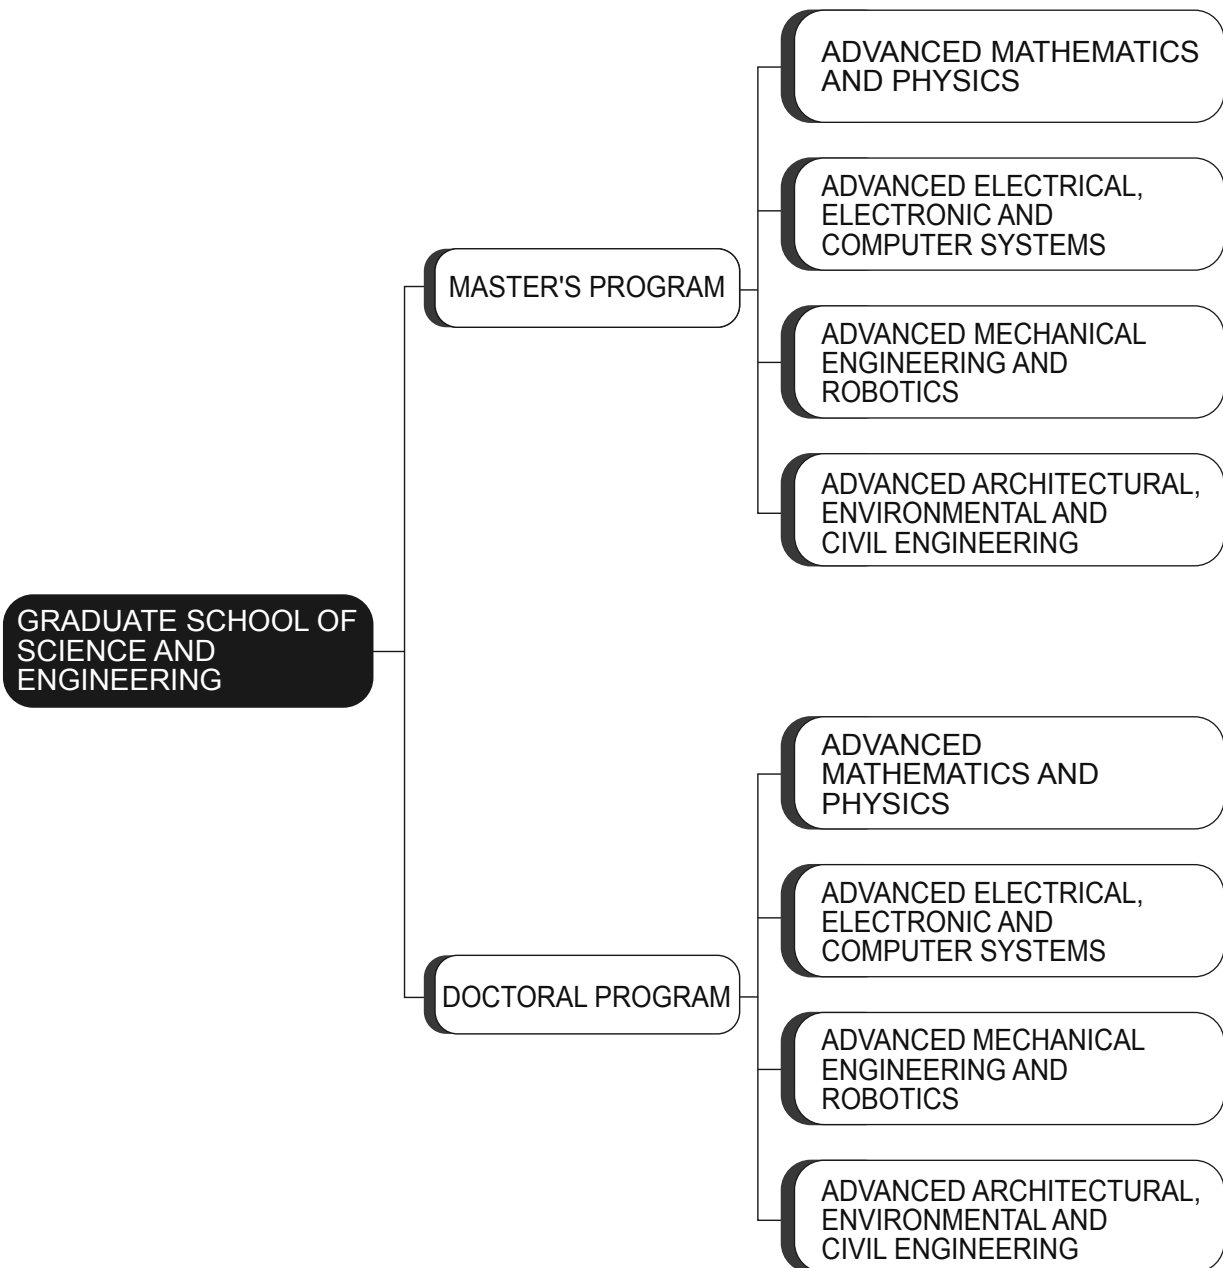 ADVANCED MATHEMATICS
AND PHYSICS
ADVANCED ELECTRICAL,
ELECTRONIC AND
COMPUTER SYSTEMS
MASTER'S PROGRAM
ADVANCED MECHANICAL
ENGINEERING AND
ROBOTICS
ADVANCED ARCHITECTURAL,
ENVIRONMENTAL AND
CIVIL ENGINEERING
GRADUATE SCHOOL OF
SCIENCE AND
ENGINEERING
ADVANCED
MATHEMATICS AND
PHYSICS
ADVANCED ELECTRICAL,
ELECTRONIC AND
COMPUTER SYSTEMS
DOCTORAL PROGRAM
ADVANCED MECHANICAL
ENGINEERING AND
ROBOTICS
ADVANCED ARCHITECTURAL,
ENVIRONMENTAL AND
CIVIL ENGINEERING